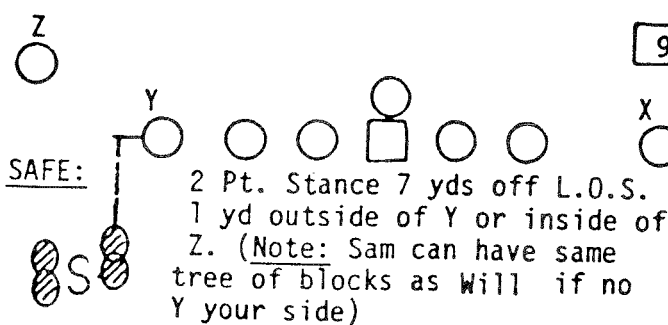 Z
9
Y
X
SAFE:
2 Pt. Stance 7 yds off L.O.S.
1 yd outside of Y or inside of
Z. (Note: Sam can have same
tree of blocks as Will if no
Y your side)
S